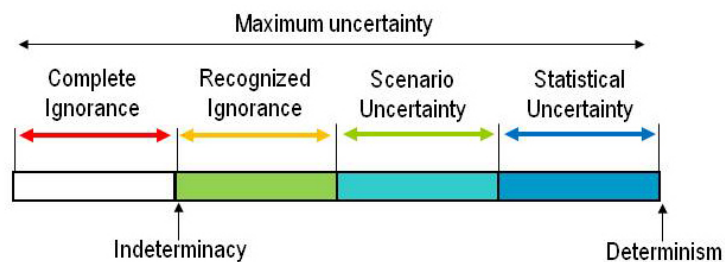 Maximum uncertainty
Complete Ignorance
Recognized Ignorance
Scenario Uncertainty
Statistical Uncertainty
Indeterminacy
Determinism